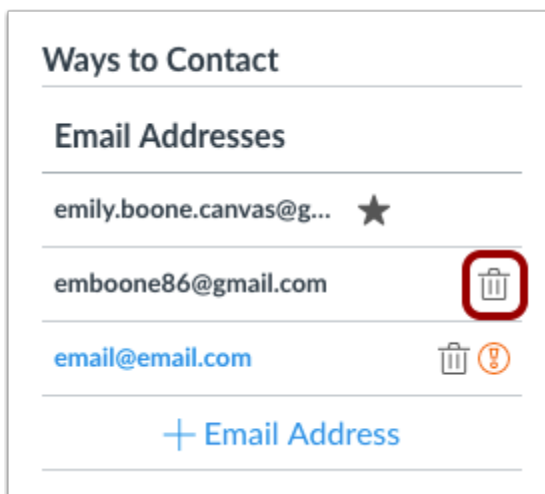 Ways to Contact
Email Addresses
emily.boone.canvas@g...
emboone86@gmail.com
email@email.com
+ Email Address